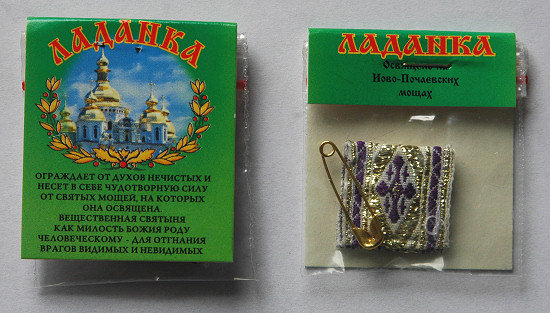 ЛАДАНКА
ОГРАЖДАЕТ ОТ ДУХОВ НЕЧИСТЫХ И
НЕСЕТ В СЕБЕ ЧУДОТВОРНУЮ СИЛУ
ОТ СВЯТЫХ МОЩЕЙ, НА КОТОРЫХ
ОНА ОСВЯЩЕНА.
ВЕЩЕСТВЕННАЯ СВЯТЫНЯ
КАК МИЛОСТЬ БОЖИЯ РОДУ
ЧЕЛОВЕЧЕСКОМУ - ДЛЯ ОТГНАНИЯ
ВРАГОВ ВИДИМЫХ И НЕВИДИМЫХ
ЛАДАНКА
Ново-Почаевских
мощах